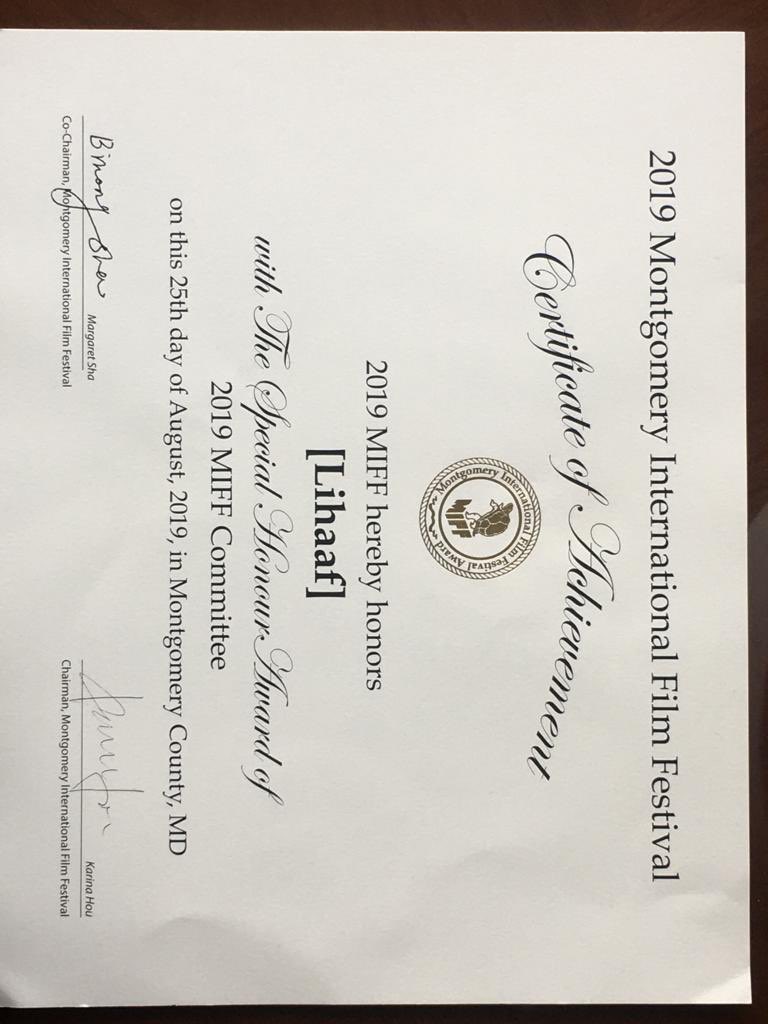 2019 Montgomery International Film Festival
Certificate of Achievement
Montgomery International Film Festival Award
MIFF
2019 MIFF hereby honors
[Lihaaf]
with The Special Honour Award of
2019 MIFF Committee
on this 25th day of August, 2019, in Montgomery County, MD
Margaret Sha
Co-Chairman, Montgomery International Film Festival
Karina Hou
Chairman, Montgomery International Film Festival